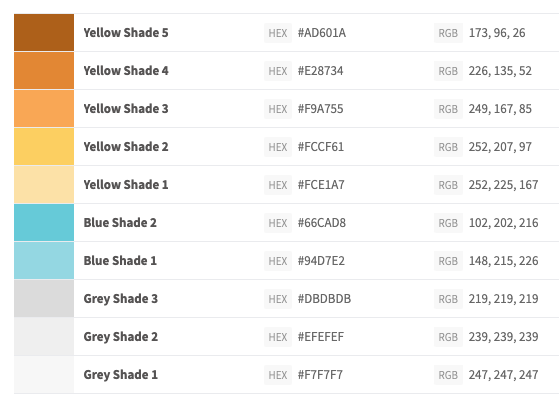 Yellow Shade 5 HEX #AD601A RGB 173, 96, 26
Yellow Shade 4 HEX #E28734 RGB 226, 135, 52
Yellow Shade 3 HEX #F9A755 RGB 249, 167, 85
Yellow Shade 2 HEX #FCCF61 RGB 252, 207, 97
Yellow Shade 1 HEX #FCE1A7 RGB 252, 225, 167
Blue Shade 2 HEX #66CAD8 RGB 102, 202, 216
Blue Shade 1 HEX #94D7E2 RGB 148, 215, 226
Grey Shade 3 HEX #DBDBDB RGB 219, 219, 219
Grey Shade 2 HEX #EFEFEF RGB 239, 239, 239
Grey Shade 1 HEX #F7F7F7 RGB 247, 247, 247